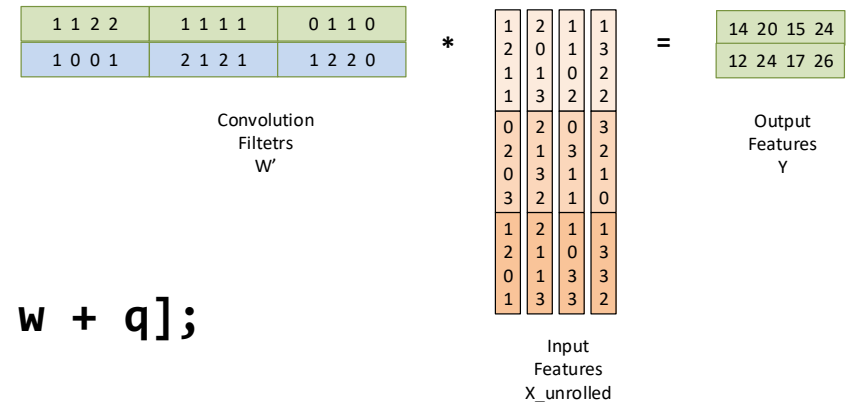 1 1 2 2 1 1 1 1 0 1 1 0
1 0 0 1 2 1 2 1 1 2 2 0
Convolution
Filtetrs
W’
*
1 2 1 1
2 0 1 3
1 1 0 2
1 3 2 2
0 2 0 3
2 1 3 2
0 3 1 1
3 2 1 0
1 2 0 1
2 1 1 3
1 0 3 3
1 3 3 2
Input
Features
X_unrolled
=
14 20 15 24
12 24 17 26
Output
Features
Y
w + q];